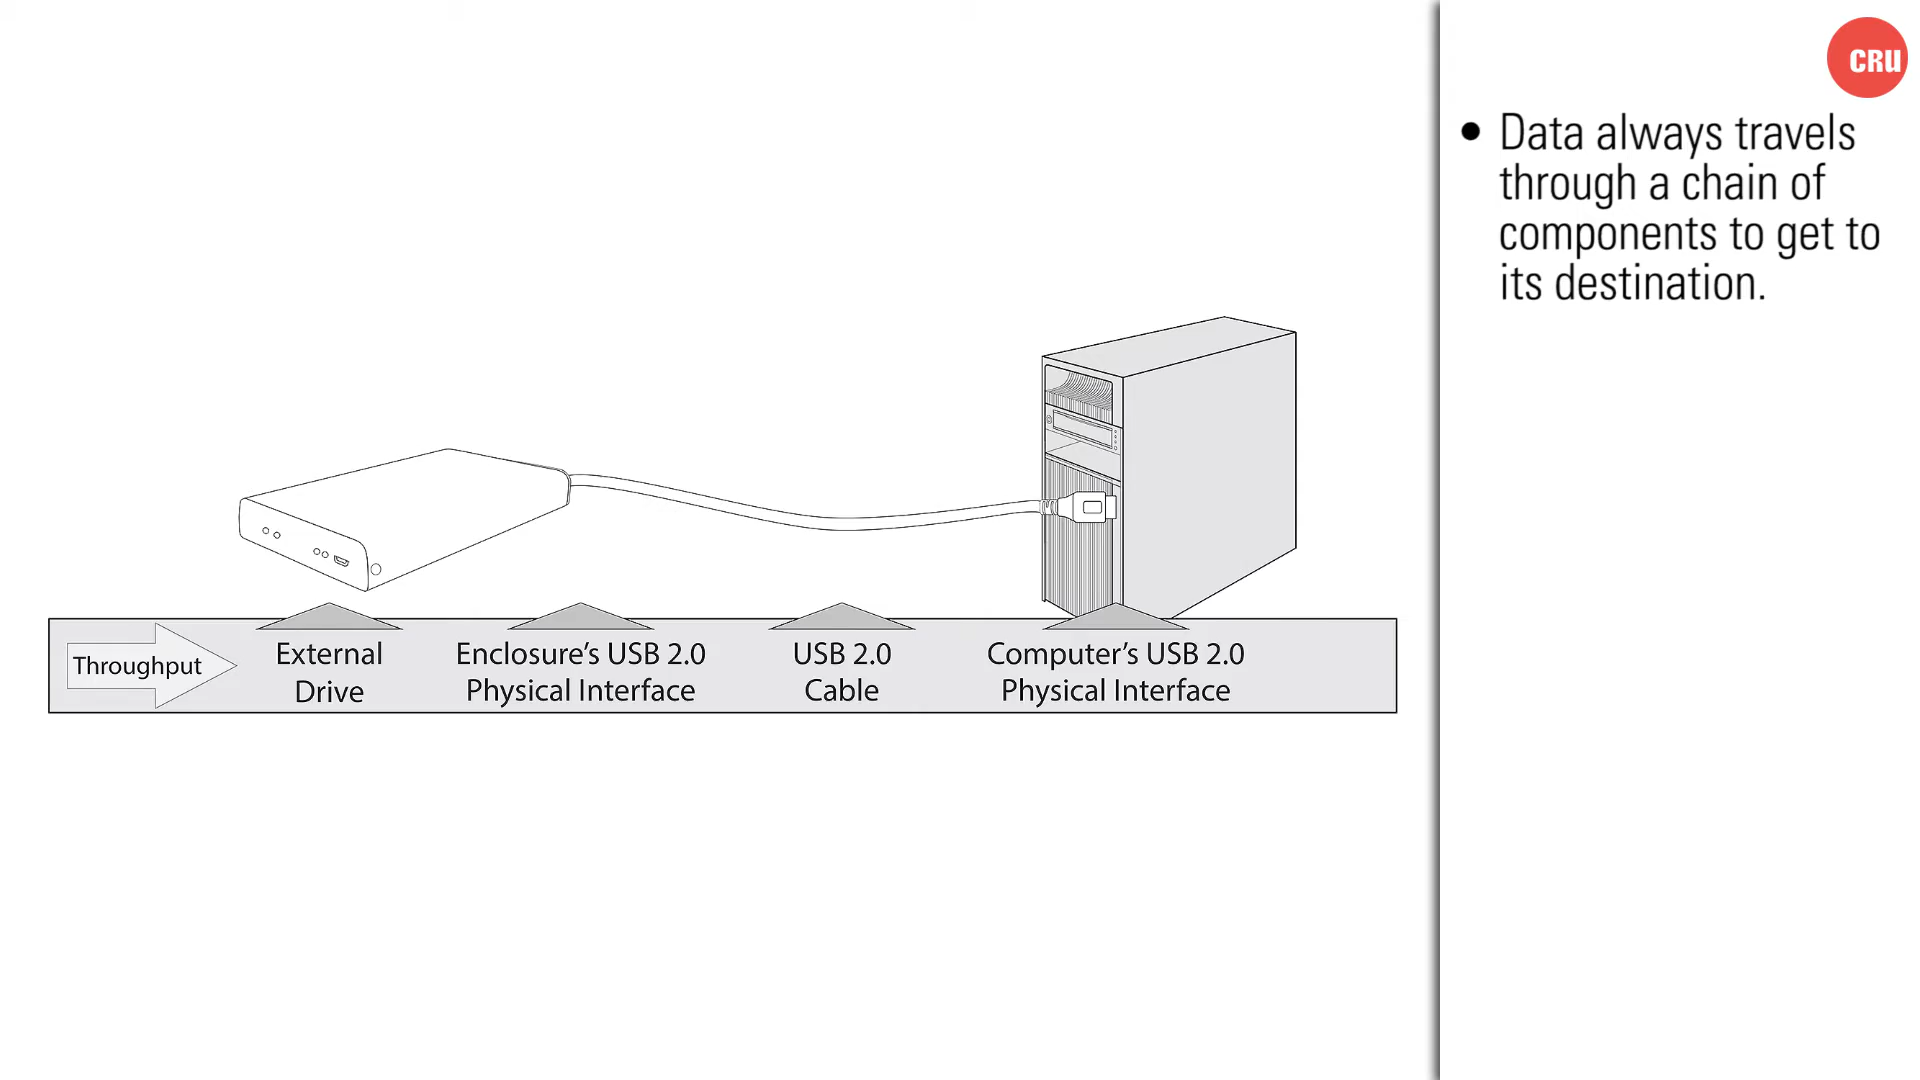 CRU
• Data always travels
through a chain of
components to get to
its destination.
Throughput
External
Drive
Enclosure’s USB 2.0
Physical Interface
USB 2.0
Cable
Computer’s USB 2.0
Physical Interface